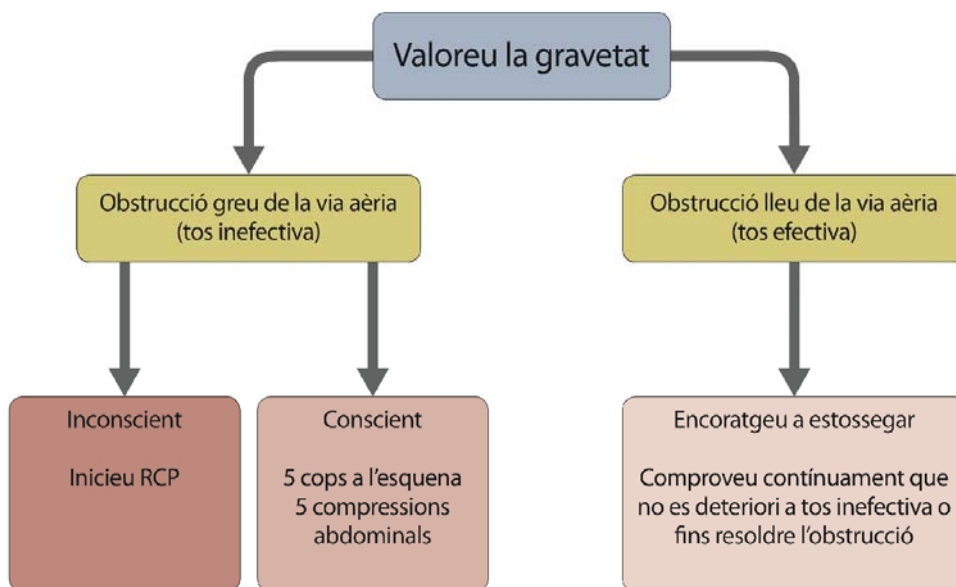 Valoreu la gravetat
Obstrucció greu de la via aèria
(tos inefectiva)
Obstrucció lleu de la via aèria
(tos efectiva)
Inconscient
Inicieu RCP
Conscient
5 cops a l'esquena
5 compressions
abdominals
Encoratgeu a estossegar
Comproveu contínuament que
no es deteriori a tos inefectiva o
fins resoldre l'obstrucció